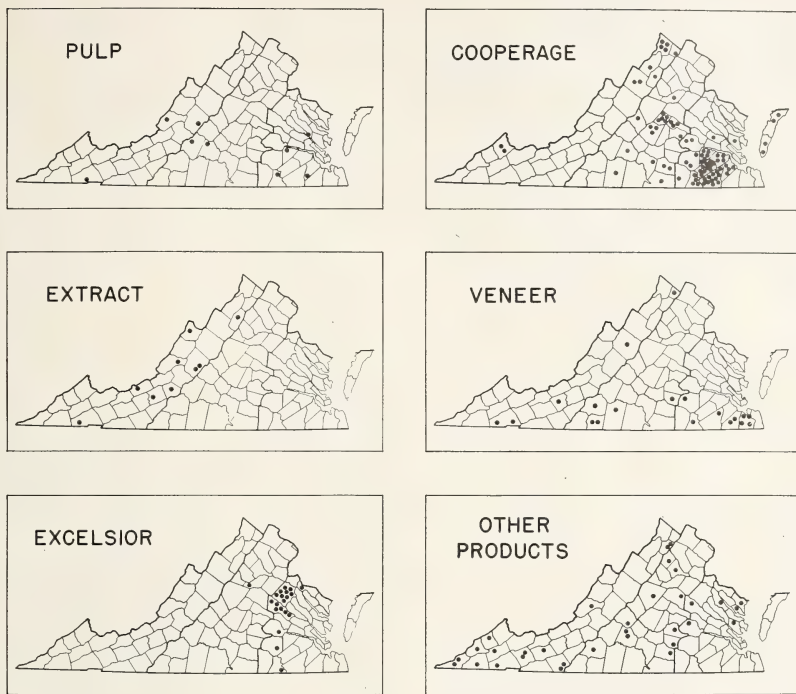 PULP
COOPERAGE
EXTRACT
VENEER
EXCELSIOR
OTHER
PRODUCTS